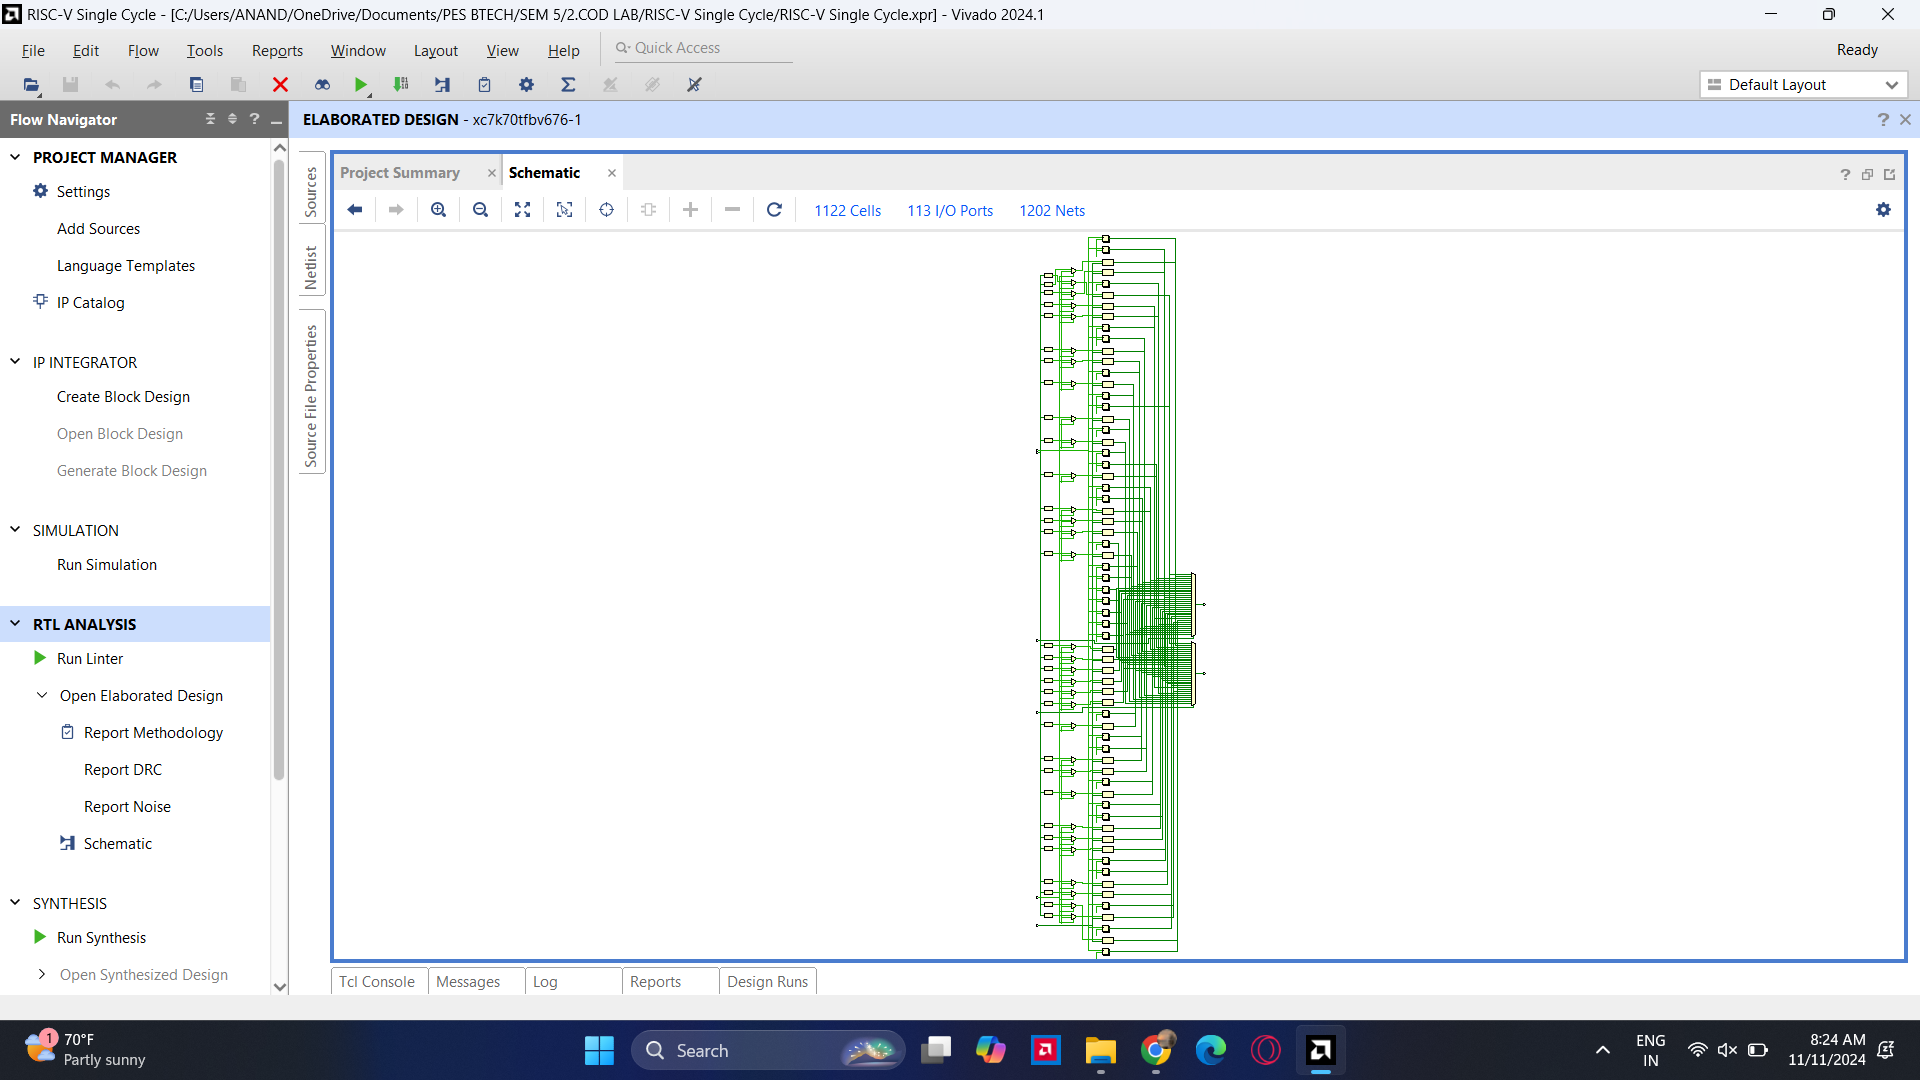 RISC-V Single Cycle - [C:/Users/ANAND/OneDrive/Documents/PES BTECH/SEM 5/2.COD LAB/RISC-V Single Cycle/RISC-V Single Cycle.xpr] - Vivado 2024.1
File Edit Flow Tools Reports Window Layout View Help Quick Access
Ready
Default Layout
Flow Navigator
ELABORATED DESIGN - xc7k70tfbv676-1
PROJECT MANAGER
Settings
Add Sources
Language Templates
IP Catalog
IP INTEGRATOR
Create Block Design
Open Block Design
Generate Block Design
SIMULATION
Run Simulation
RTL ANALYSIS
Run Linter
Open Elaborated Design
Report Methodology
Report DRC
Report Noise
Schematic
SYNTHESIS
Run Synthesis
Open Synthesized Design
Sources
Netlist
Source File Properties
Project Summary
Schematic
1122 Cells 113 I/O Ports 1202 Nets
Tcl Console Messages Log Reports Design Runs
1
70°F
Partly sunny
Search
ENG
IN
8:24 AM
11/11/2024